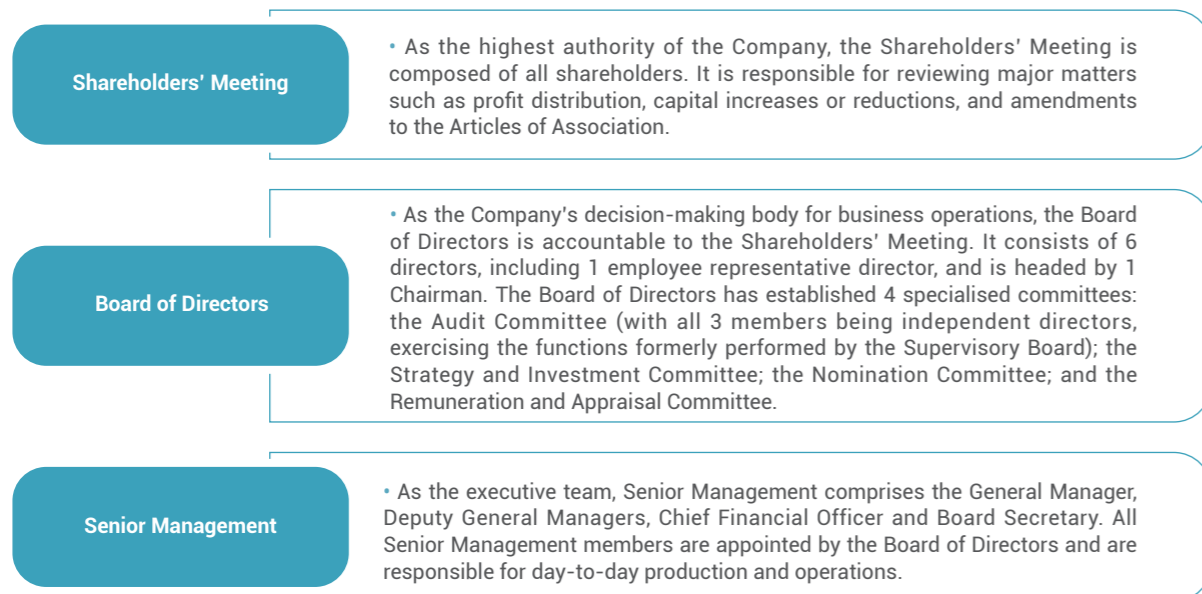 Shareholders' Meeting
• As the highest authority of the Company, the Shareholders' Meeting is
composed of all shareholders. It is responsible for reviewing major matters
such as profit distribution, capital increases or reductions, and amendments
to the Articles of Association.
Board of Directors
• As the Company's decision-making body for business operations, the Board
of Directors is accountable to the Shareholders' Meeting. It consists of 6
directors, including 1 employee representative director, and is headed by 1
Chairman. The Board of Directors has established 4 specialised committees:
the Audit Committee (with all 3 members being independent directors,
exercising the functions formerly performed by the Supervisory Board); the
Strategy and Investment Committee; the Nomination Committee; and the
Remuneration and Appraisal Committee.
Senior Management
• As the executive team, Senior Management comprises the General Manager,
Deputy General Managers, Chief Financial Officer and Board Secretary. All
Senior Management members are appointed by the Board of Directors and are
responsible for day-to-day production and operations.